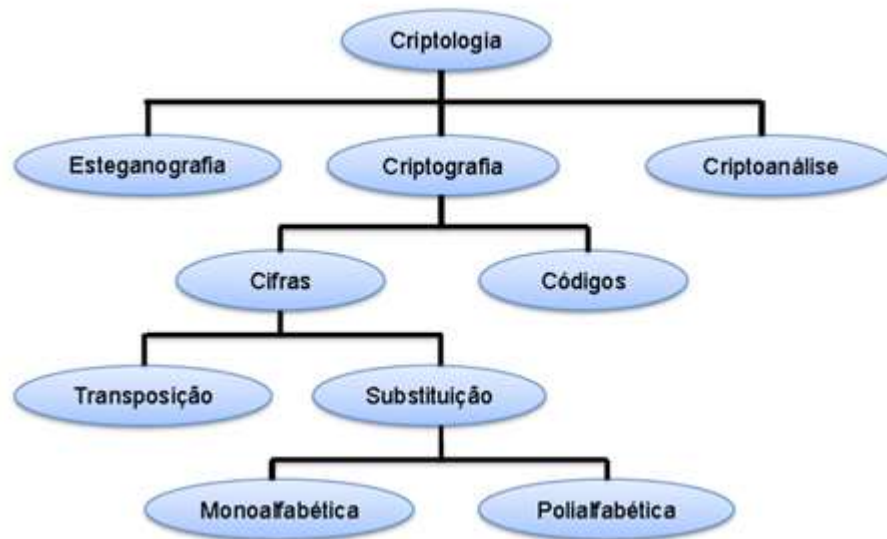 Criptologia
Esteganografia
Criptografia
Criptoanálise
Cifras
Códigos
Transposição
Substituição
Monoalfabética
Polialfabética